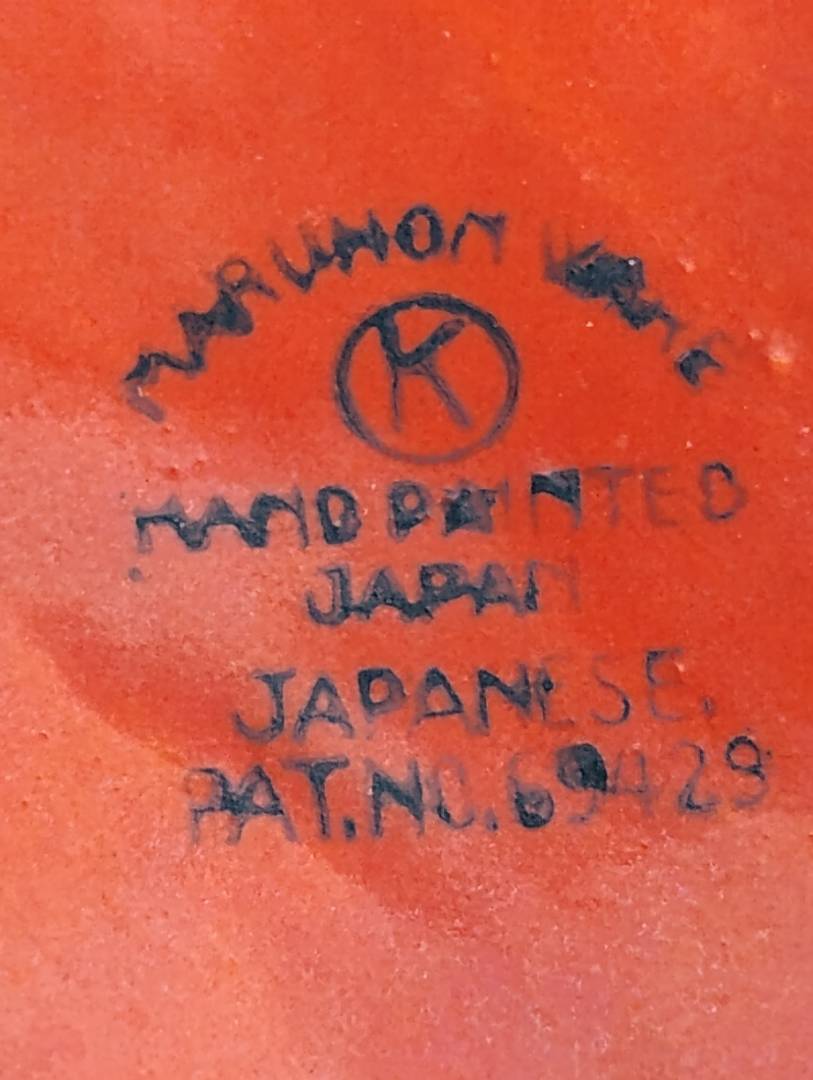 MARUHON WARE
K
HAND PAINTED
JAPAN
JAPANESE.
PAT.NO.69429